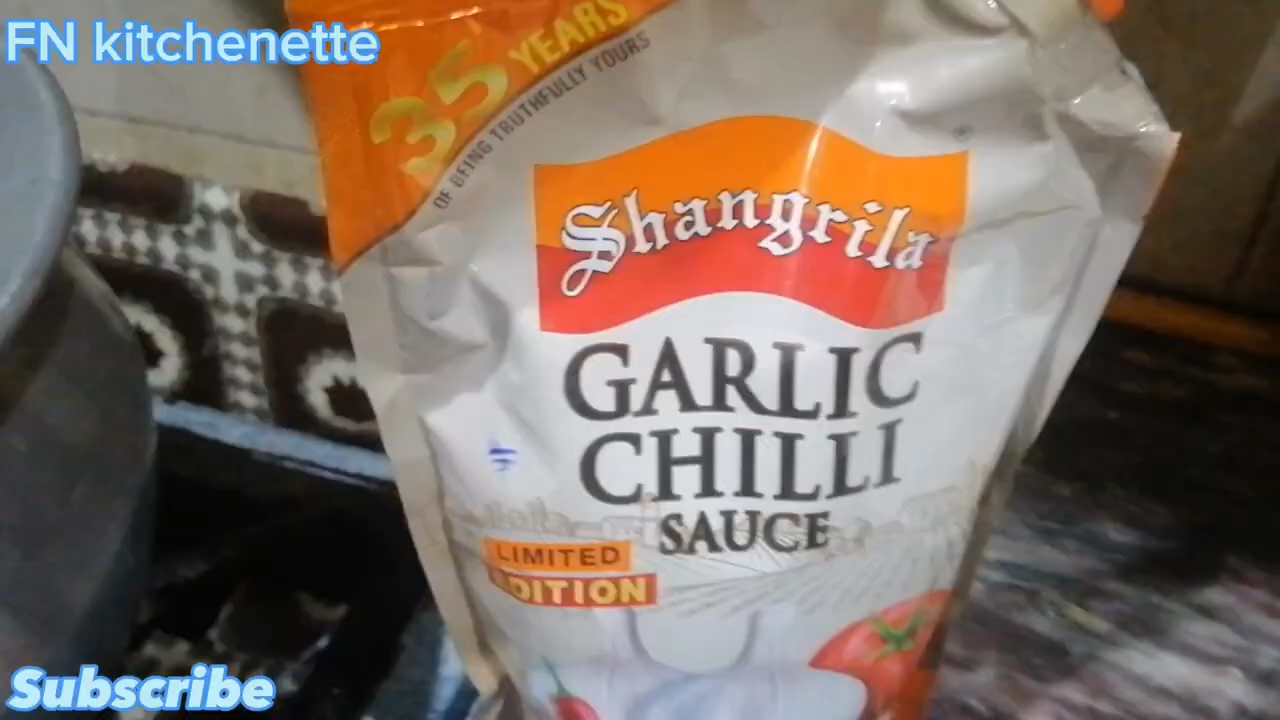 FN kitchenette
35 YEARS
OF BEING TRUTHFULLY YOURS
Shangrila
®
GARLIC
CHILLI
SAUCE
LIMITED
EDITION
Subscribe